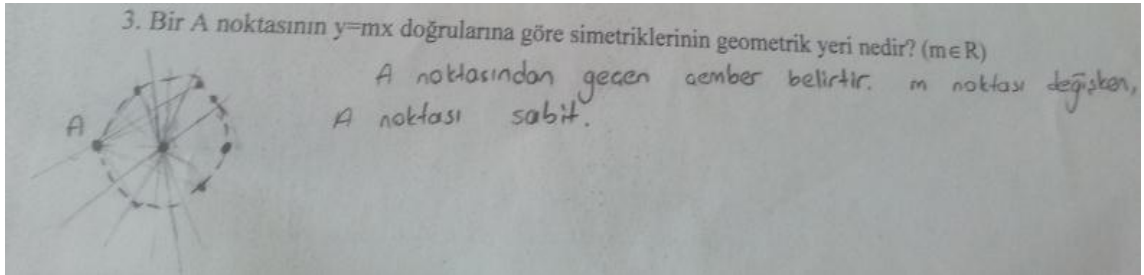 3. Bir A noktasının y=mx doğrularına göre simetriklerinin geometrik yeri nedir? (m∈R)
A noktasından geçen çember belirtir. m noktası değişken,
A noktası sabit.
A